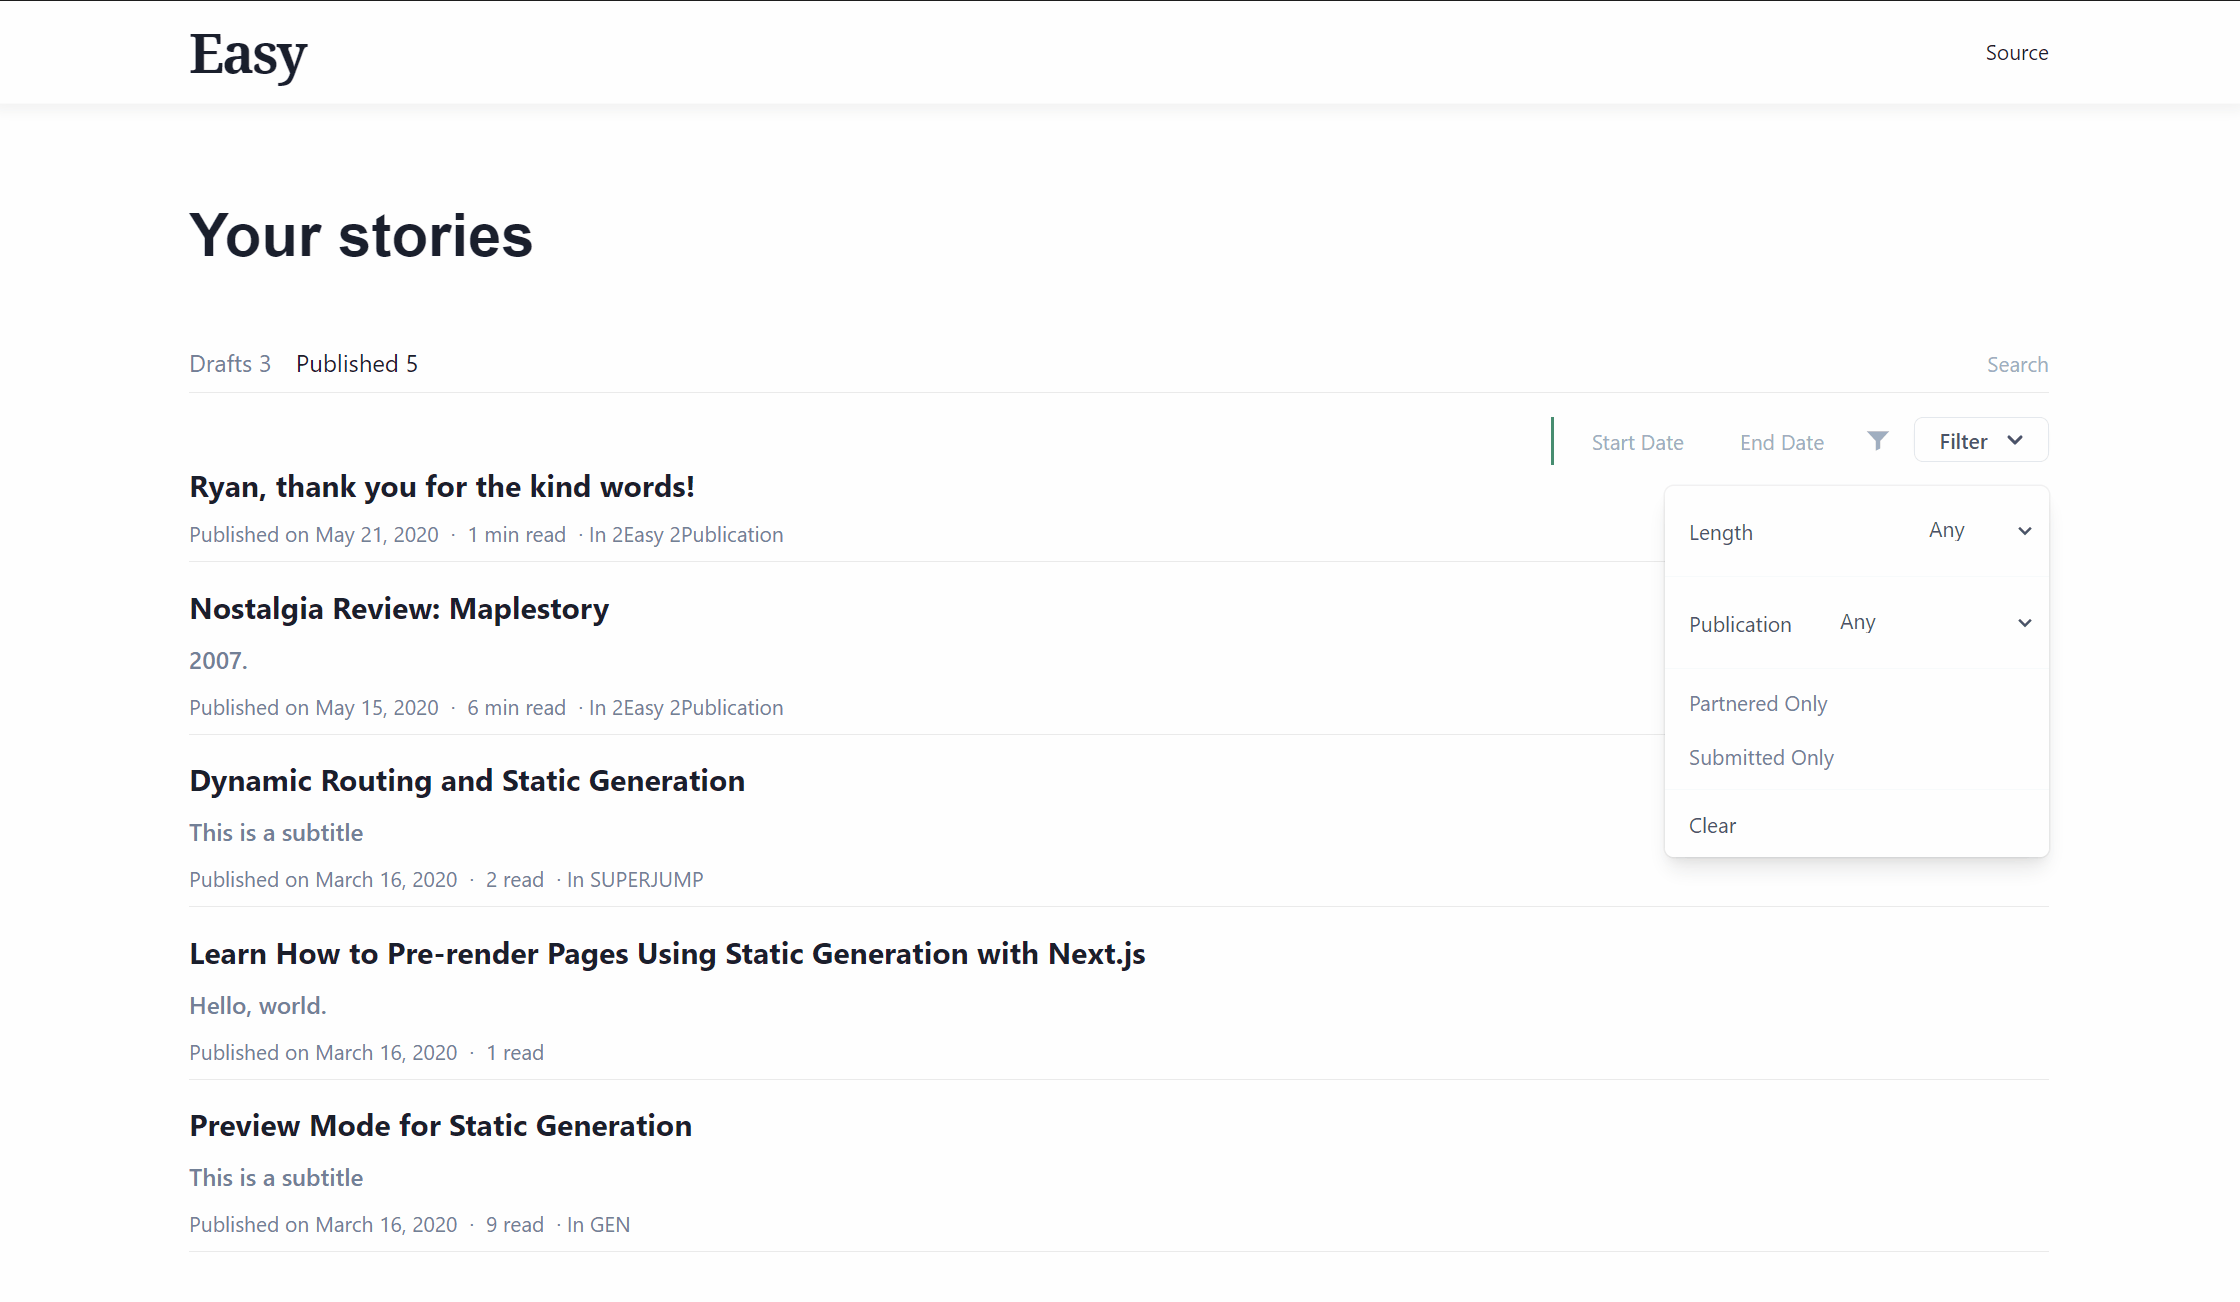 Easy
Source
Your stories
Drafts 3 Published 5
Search
Start Date End Date Filter
Ryan, thank you for the kind words!
Published on May 21, 2020 · 1 min read · In 2Easy 2Publication
Nostalgia Review: Maplestory
2007.
Published on May 15, 2020 · 6 min read · In 2Easy 2Publication
Dynamic Routing and Static Generation
This is a subtitle
Published on March 16, 2020 · 2 read · In SUPERJUMP
Learn How to Pre-render Pages Using Static Generation with Next.js
Hello, world.
Published on March 16, 2020 · 1 read
Preview Mode for Static Generation
This is a subtitle
Published on March 16, 2020 · 9 read · In GEN
Length Any
Publication Any
Partnered Only
Submitted Only
Clear